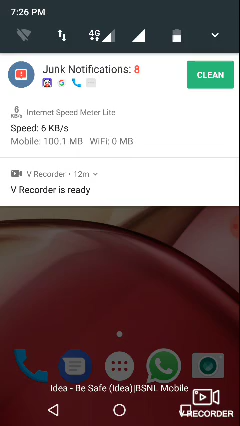 7:26 PM
4G
Junk Notifications: 8
CLEAN
6
KB/s
Internet Speed Meter Lite
Speed: 6 KB/s
Mobile: 100.1 MB WiFi: 0 MB
V Recorder • 12m
V Recorder is ready
Idea - Be Safe (Idea)|BSNL Mobile
V RECORDER